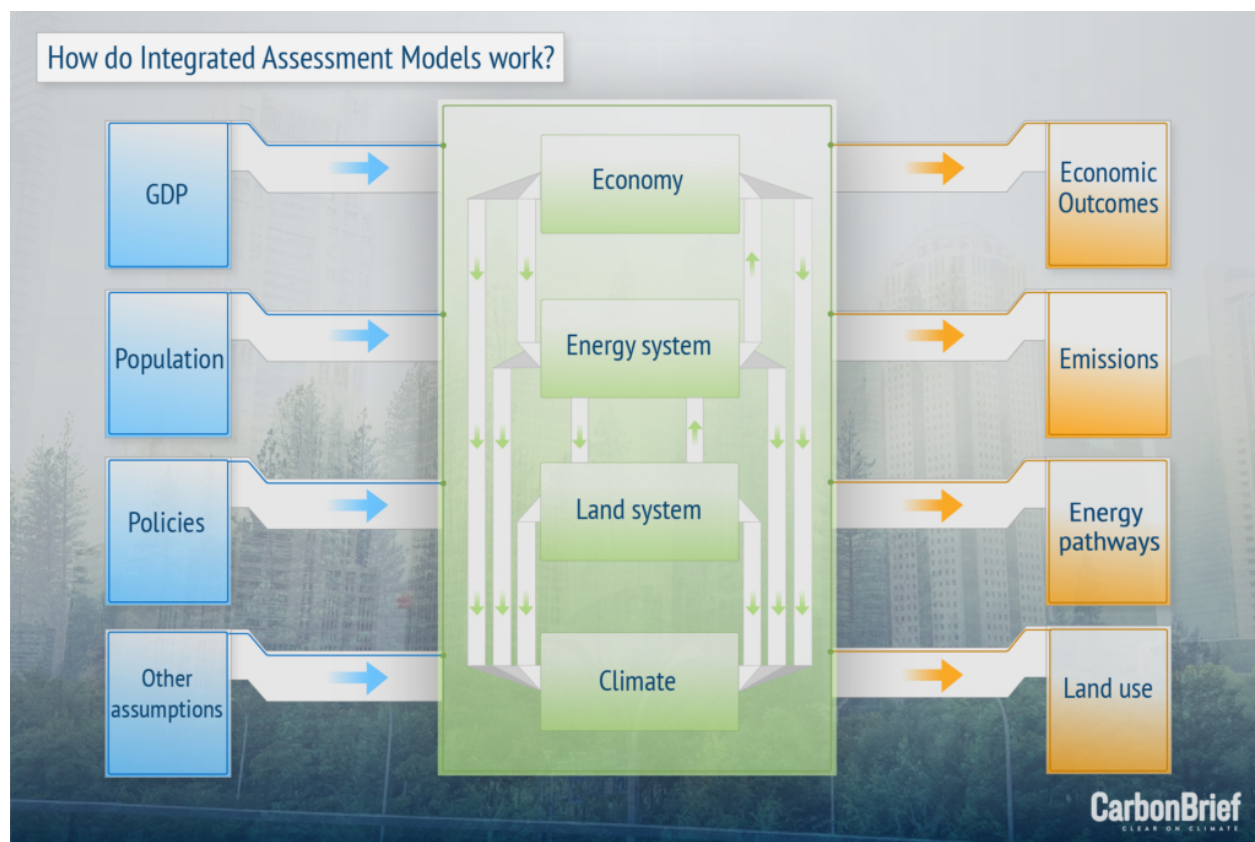 How do Integrated Assessment Models work?
GDP
Population
Policies
Other
assumptions
Economy
Energy system
Land system
Climate
Economic
Outcomes
Emissions
Energy
pathways
Land use
CarbonBrief
CLEAR ON CLIMATE